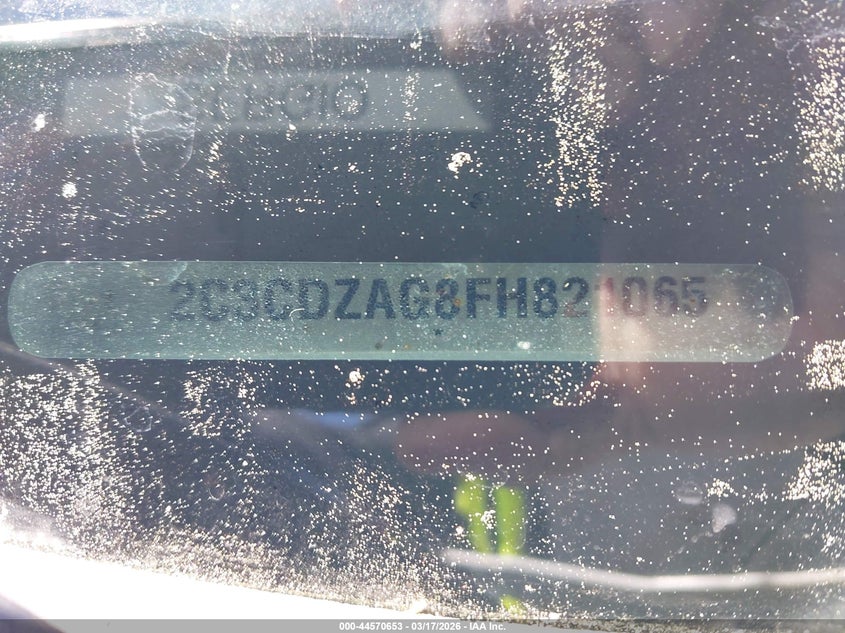 2C3CDZAG8FH821065
000-44570653 - 03/17/2026 - IAA Inc.